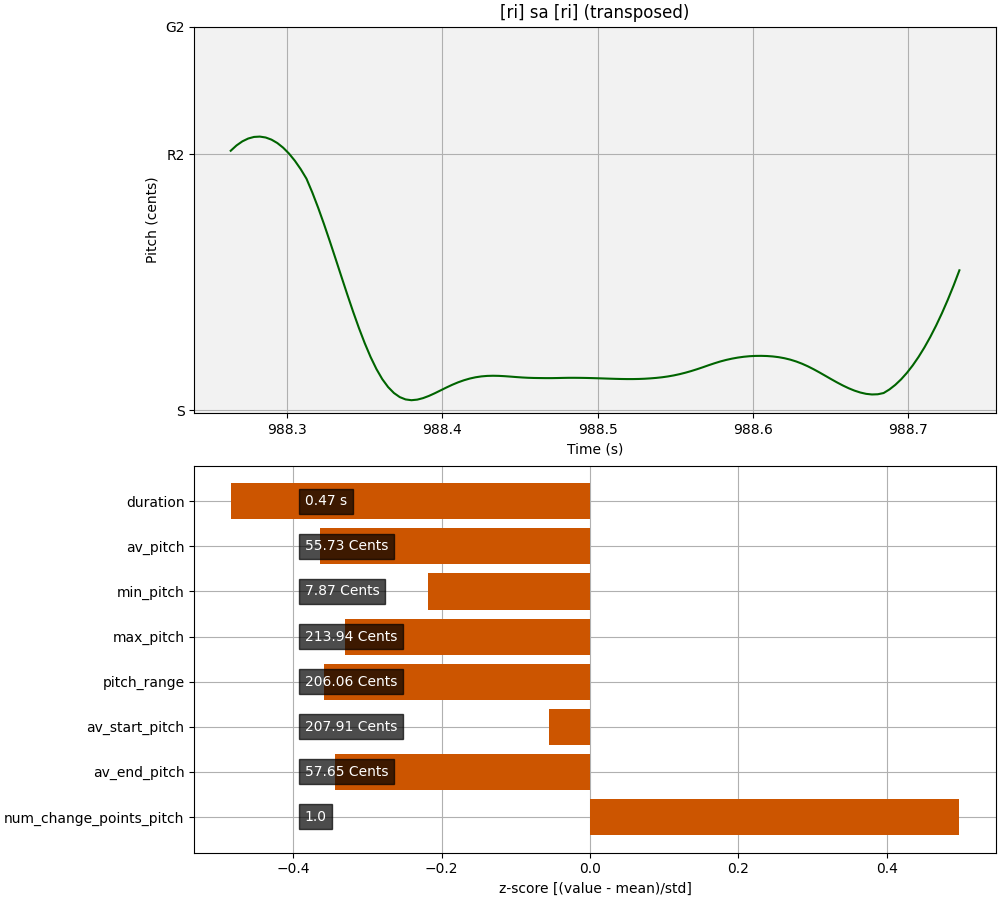 [ri] sa [ri] (transposed)
G2
R2
S
Pitch (cents)
988.3 988.4 988.5 988.6 988.7
Time (s)
duration 0.47 s
av_pitch 55.73 Cents
min_pitch 7.87 Cents
max_pitch 213.94 Cents
pitch_range 206.06 Cents
av_start_pitch 207.91 Cents
av_end_pitch 57.65 Cents
num_change_points_pitch 1.0
−0.4 −0.2 0.0 0.2 0.4
z-score [(value - mean)/std]